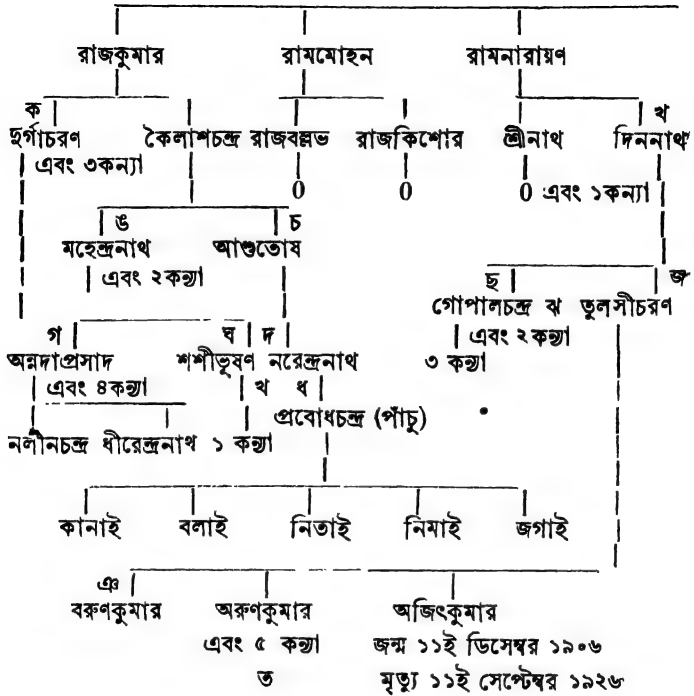 রাজকুমার রামমোহন রামনারায়ণ
ক খ
দুর্গাচরণ কৈলাশচন্দ্র রাজবল্লভ রাজকিশোর শ্রীনাথ দিননাথ
এবং ৩কন্যা
০ ০ ০ এবং ১কন্যা
ঙ চ
মহেন্দ্রনাথ আশুতোষ
এবং ২কন্যা
ছ জ
গোপালচন্দ্র ঝ তুলসীচরণ
গ ঘ দ এবং ২কন্যা
অন্নদাপ্রসাদ শশীভূষণ নরেন্দ্রনাথ ৩ কন্যা
এবং ৪কন্যা খ ধ
প্রবোধচন্দ্র (পাঁচু)
নলীনচন্দ্র ধীরেন্দ্রনাথ ১ কন্যা
কানাই বলাই নিতাই নিমাই জগাই
ঞ
বরুণকুমার অরুণকুমার অজিৎকুমার
এবং ৫ কন্যা জন্ম ১১ই ডিসেম্বর ১৯০৬
ত মৃত্যু ১১ই সেপ্টেম্বর ১৯২৬